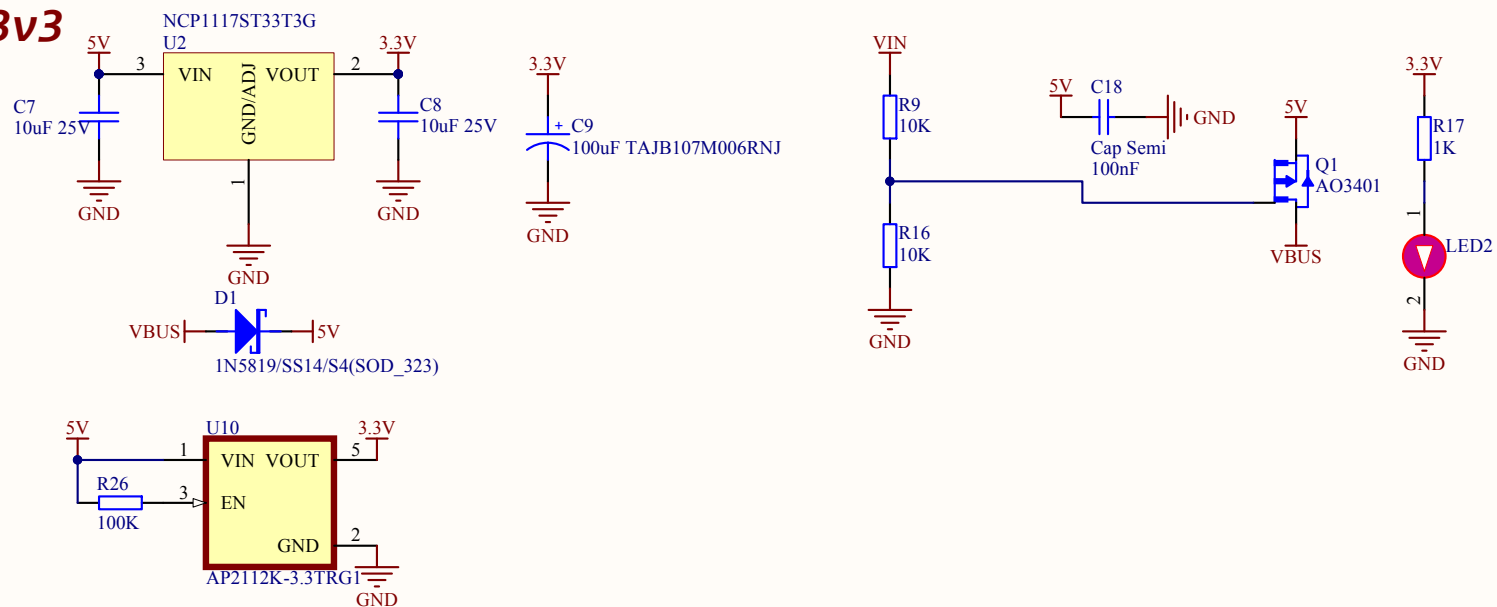 3v3
NCP1117ST33T3G
U2
5V
3
VIN
GND/ADJ
VOUT
2
3.3V
C7
10uF 25V
C8
10uF 25V
1
GND
GND
GND
3.3V
+
C9
100uF TAJB107M006RNJ
GND
VIN
R9
10K
R16
10K
GND
5V
C18
GND
Cap Semi
100nF
5V
Q1
AO3401
VBUS
3.3V
R17
1K
1
LED2
2
GND
D1
VBUS
5V
1N5819/SS14/S4(SOD_323)
5V
U10
3.3V
1
VIN
VOUT
5
R26
3
EN
100K
GND
2
AP2112K-3.3TRG1
GND